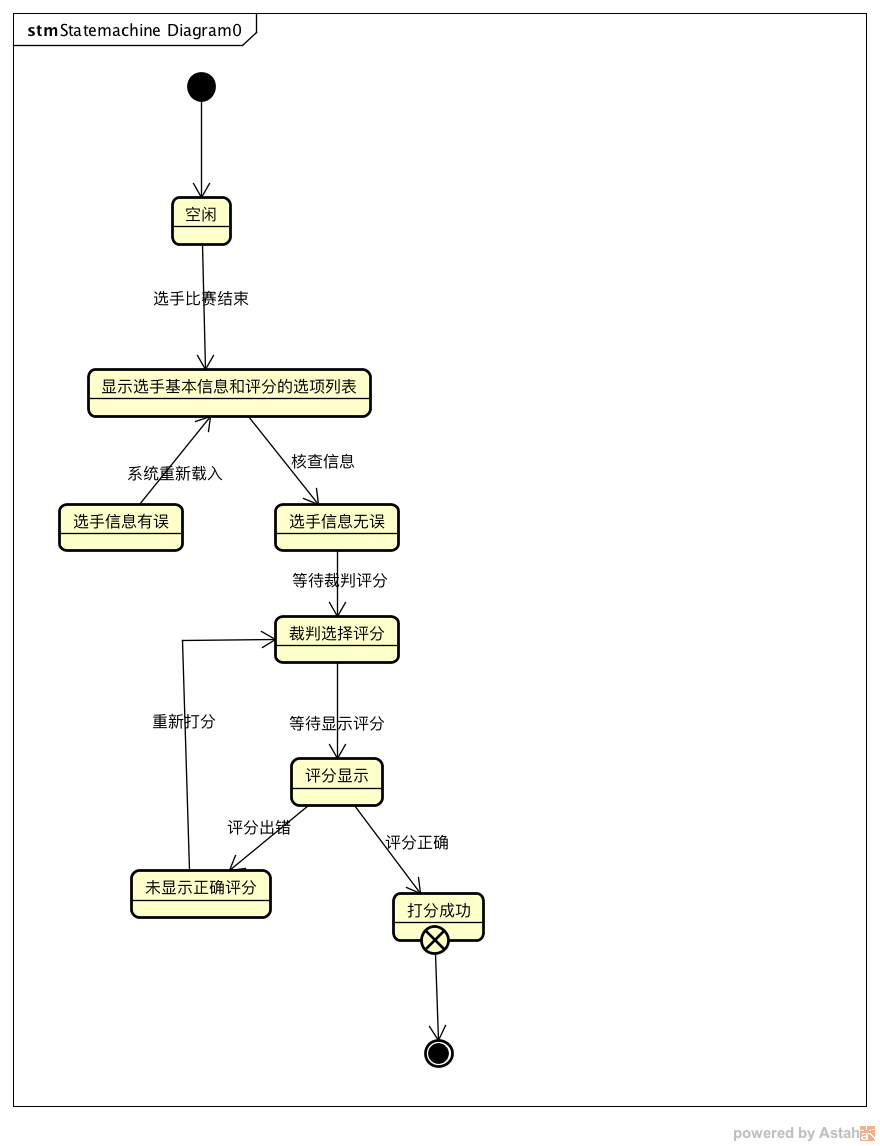 stm Statemachine Diagram0
空闲
选手比赛结束
显示选手基本信息和评分的选项列表
核查信息
系统重新载入
选手信息有误
选手信息无误
等待裁判评分
裁判选择评分
重新打分
等待显示评分
评分显示
评分出错
评分正确
未显示正确评分
打分成功
powered by Astah